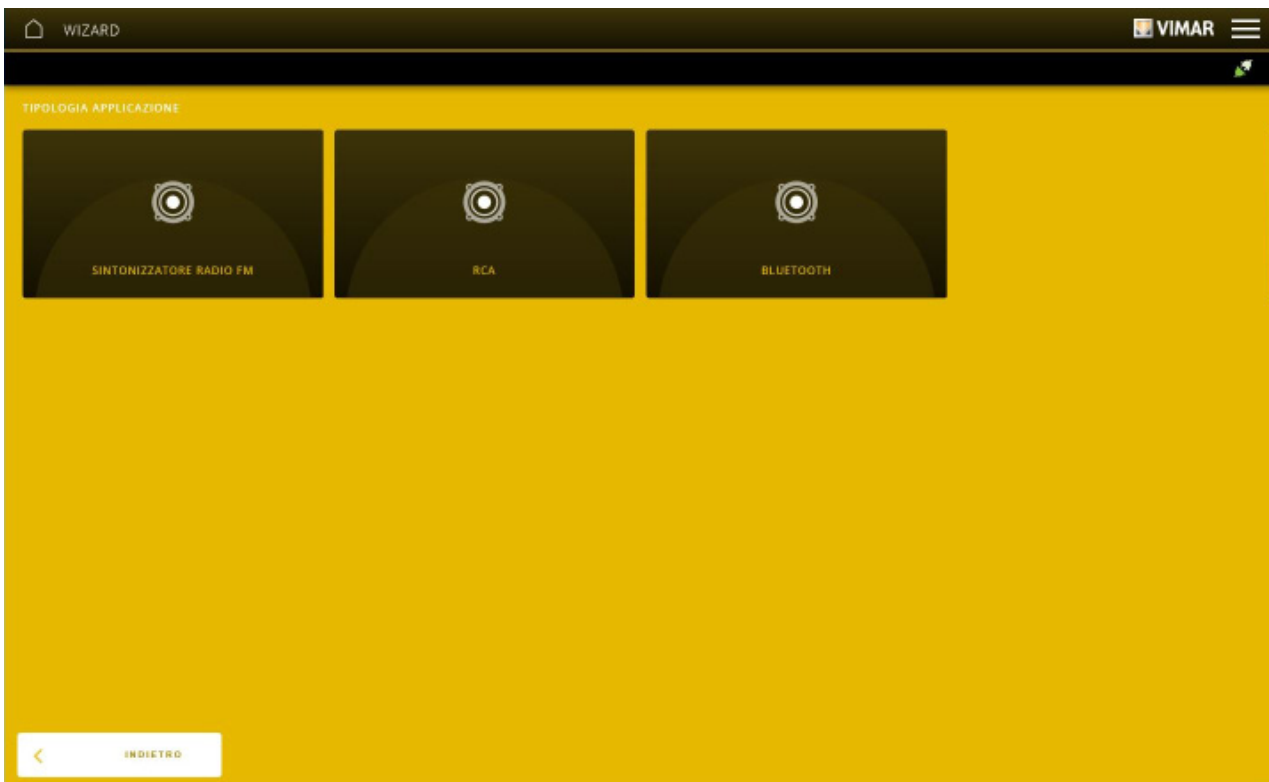 WIZARD
VIMAR
TIPOLOGIA APPLICAZIONE
SINTONIZZATORE RADIO FM
RCA
BLUETOOTH
INDIETRO